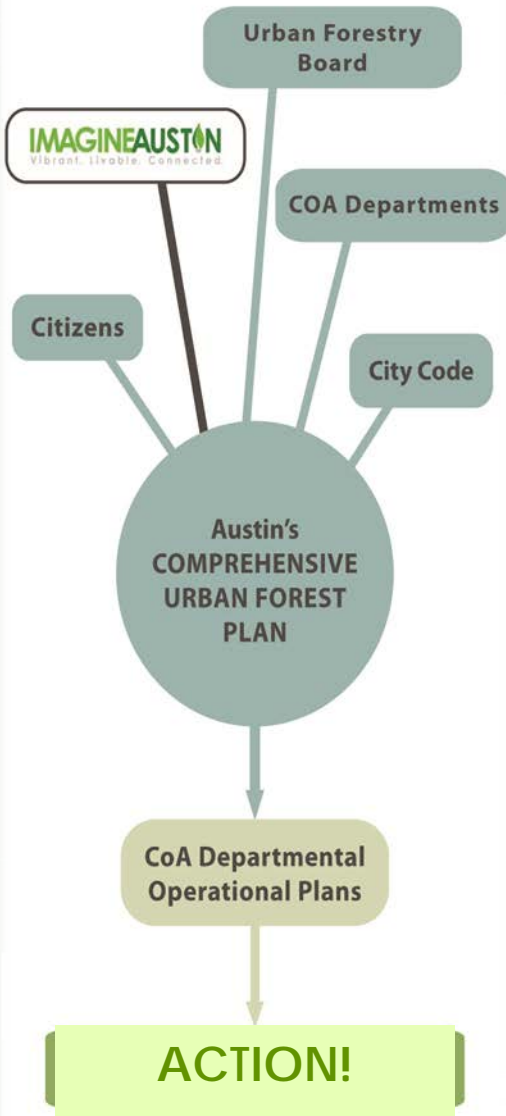 Urban Forestry
Board
IMAGINEAUSTIN
Vibrant. Livable. Connected.
COA Departments
Citizens
City Code
Austin's
COMPREHENSIVE
URBAN FOREST
PLAN
CoA Departmental
Operational Plans
ACTION!